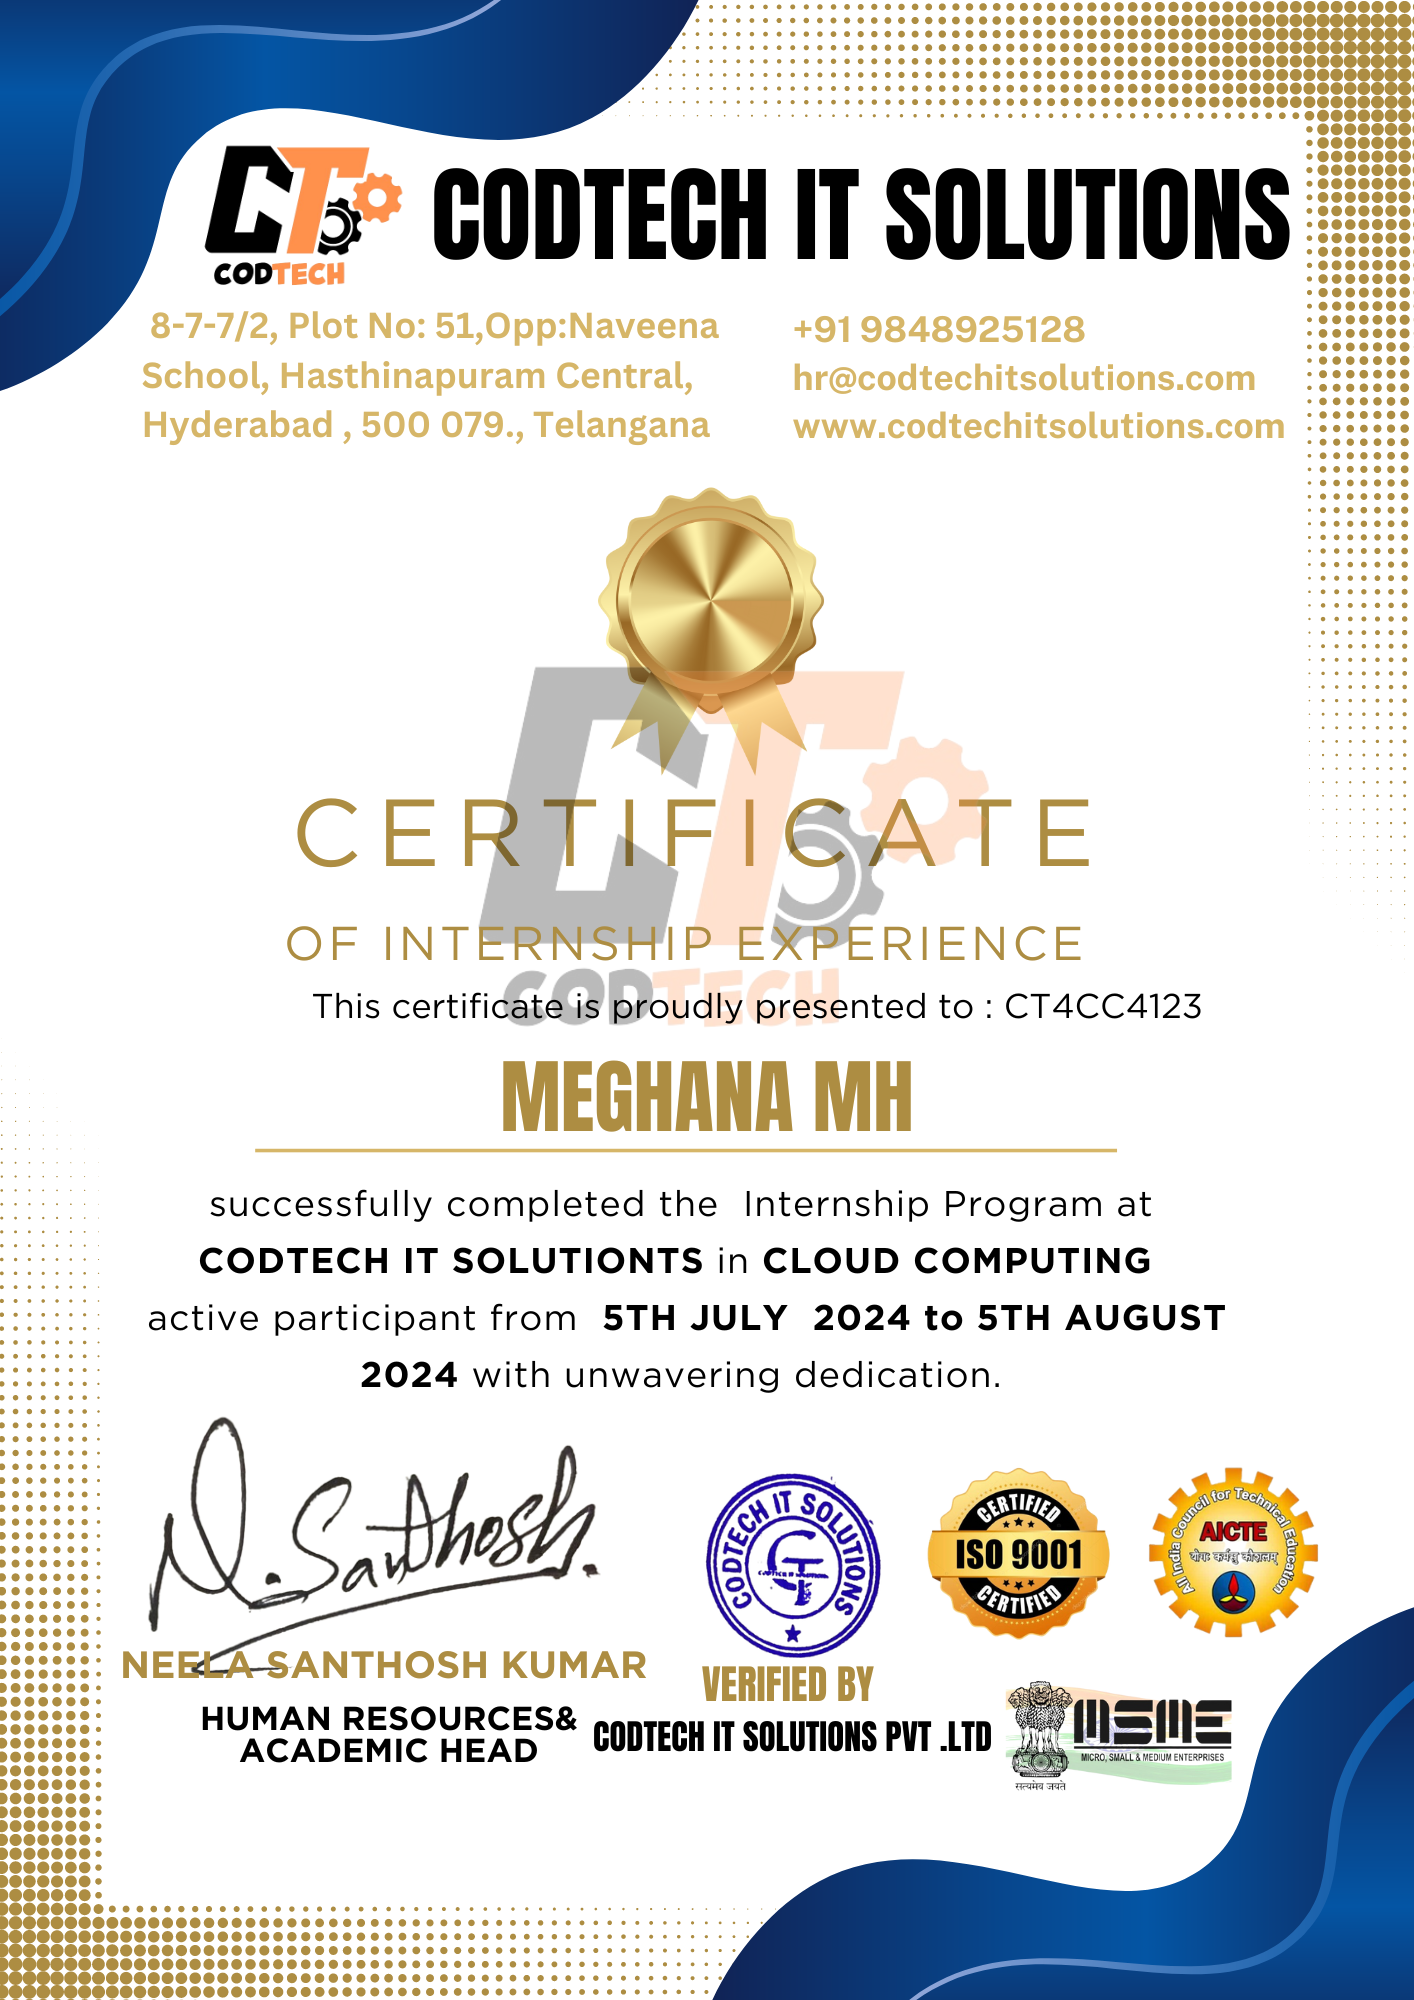 CT
CODTECH
CODTECH IT SOLUTIONS
8-7-7/2, Plot No: 51,Opp:Naveena
School, Hasthinapuram Central,
Hyderabad , 500 079., Telangana
+91 9848925128
hr@codtechitsolutions.com
www.codtechitsolutions.com
CT
CERTIFICATE
OF INTERNSHIP EXPERIENCE
CODTECH
This certificate is proudly presented to : CT4CC4123
MEGHANA MH
successfully completed the Internship Program at
CODTECH IT SOLUTIONTS in CLOUD COMPUTING
active participant from 5TH JULY 2024 to 5TH AUGUST
2024 with unwavering dedication.
N. Santhosh.
NEELA SANTHOSH KUMAR
HUMAN RESOURCES&
ACADEMIC HEAD
CODTECH IT SOLUTIONS
VERIFIED BY
CODTECH IT SOLUTIONS PVT .LTD
CERTIFIED
ISO 9001
CERTIFIED
All India Council for Technical Education
AICTE
योगः कर्मसु कौशलम्
MSME
MICRO, SMALL & MEDIUM ENTERPRISES
सत्यमेव जयते